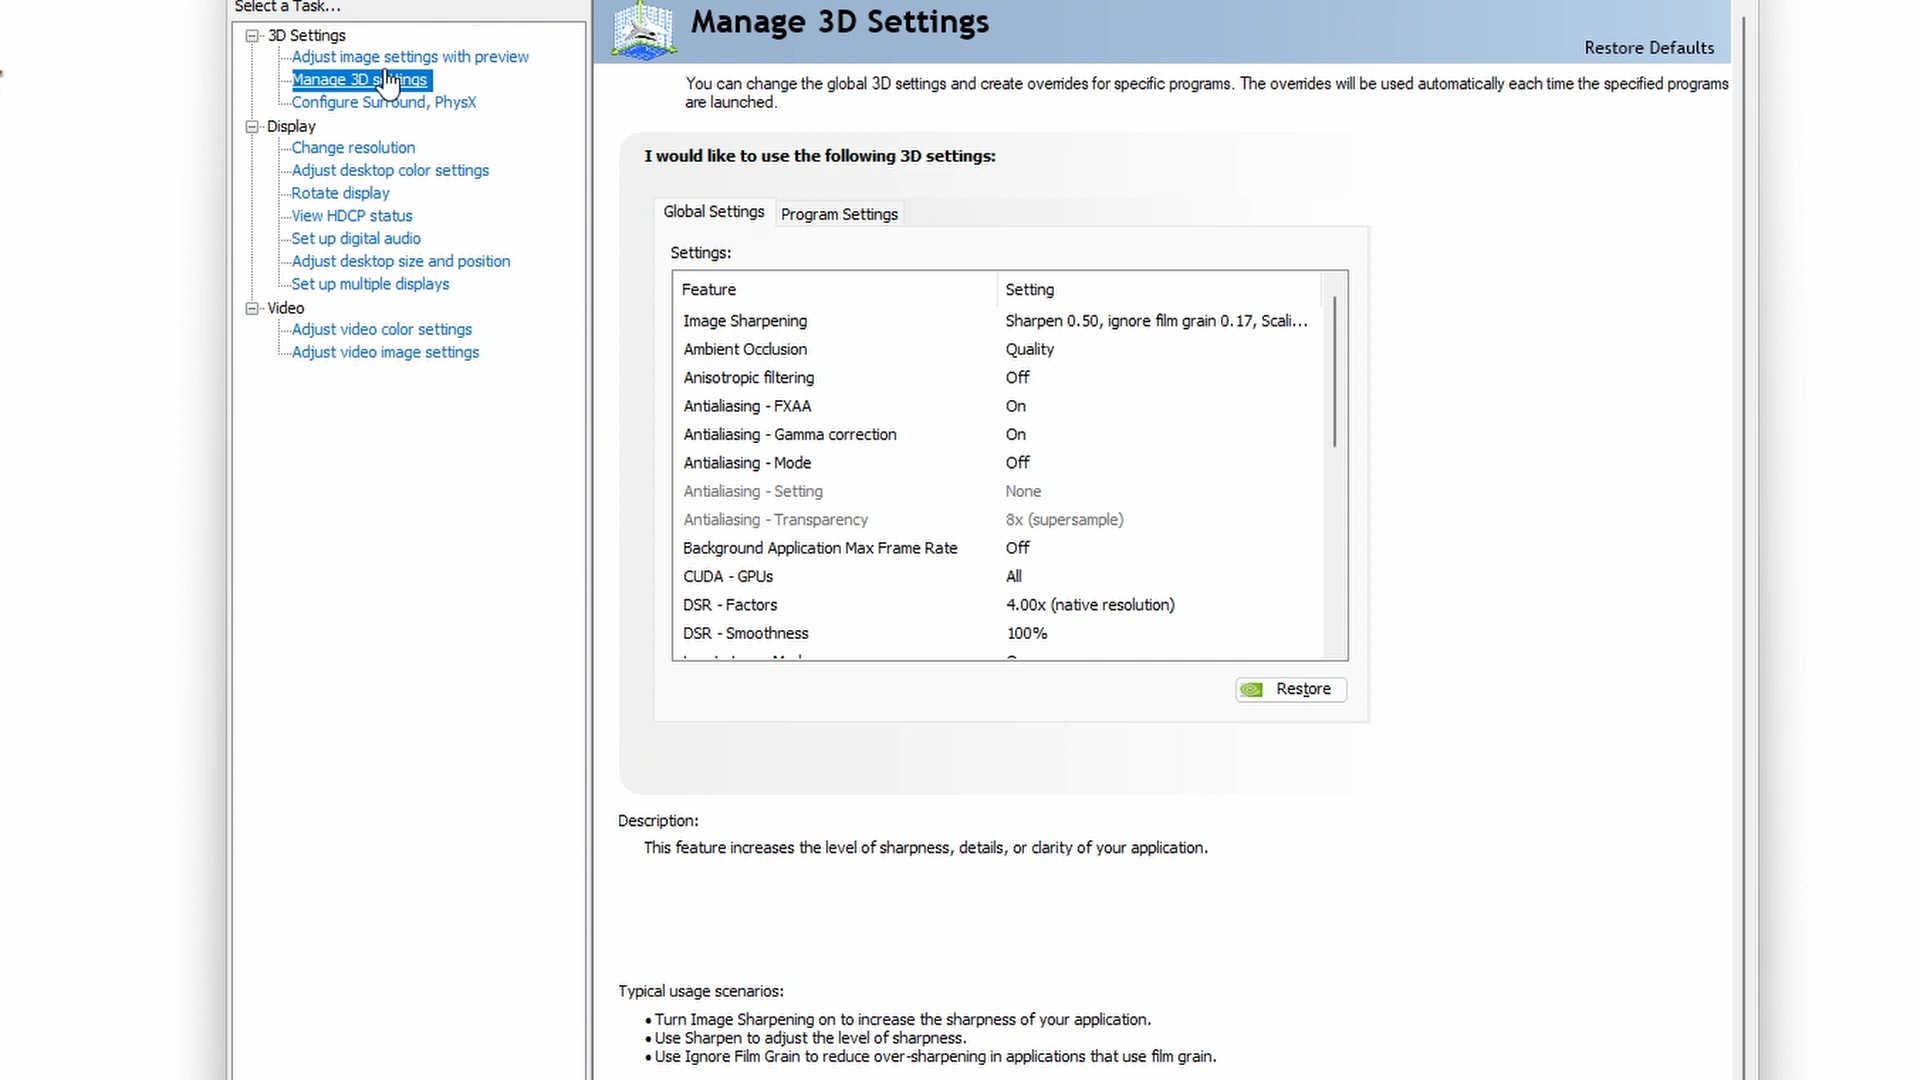 Select a Task...
3D Settings
Adjust image settings with preview
Manage 3D settings
Configure Surround, PhysX
Display
Change resolution
Adjust desktop color settings
Rotate display
View HDCP status
Set up digital audio
Adjust desktop size and position
Set up multiple displays
Video
Adjust video color settings
Adjust video image settings
Manage 3D Settings
Restore Defaults
You can change the global 3D settings and create overrides for specific programs. The overrides will be used automatically each time the specified programs
are launched.
I would like to use the following 3D settings:
Global Settings
Program Settings
Settings:
Feature Setting
Image Sharpening Sharpen 0.50, ignore film grain 0.17, Scali...
Ambient Occlusion Quality
Anisotropic filtering Off
Antialiasing - FXAA On
Antialiasing - Gamma correction On
Antialiasing - Mode Off
Antialiasing - Setting None
Antialiasing - Transparency 8x (supersample)
Background Application Max Frame Rate Off
CUDA - GPUs All
DSR - Factors 4.00x (native resolution)
DSR - Smoothness 100%
Restore
Description:
This feature increases the level of sharpness, details, or clarity of your application.
Typical usage scenarios:
• Turn Image Sharpening on to increase the sharpness of your application.
• Use Sharpen to adjust the level of sharpness.
• Use Ignore Film Grain to reduce over-sharpening in applications that use film grain.